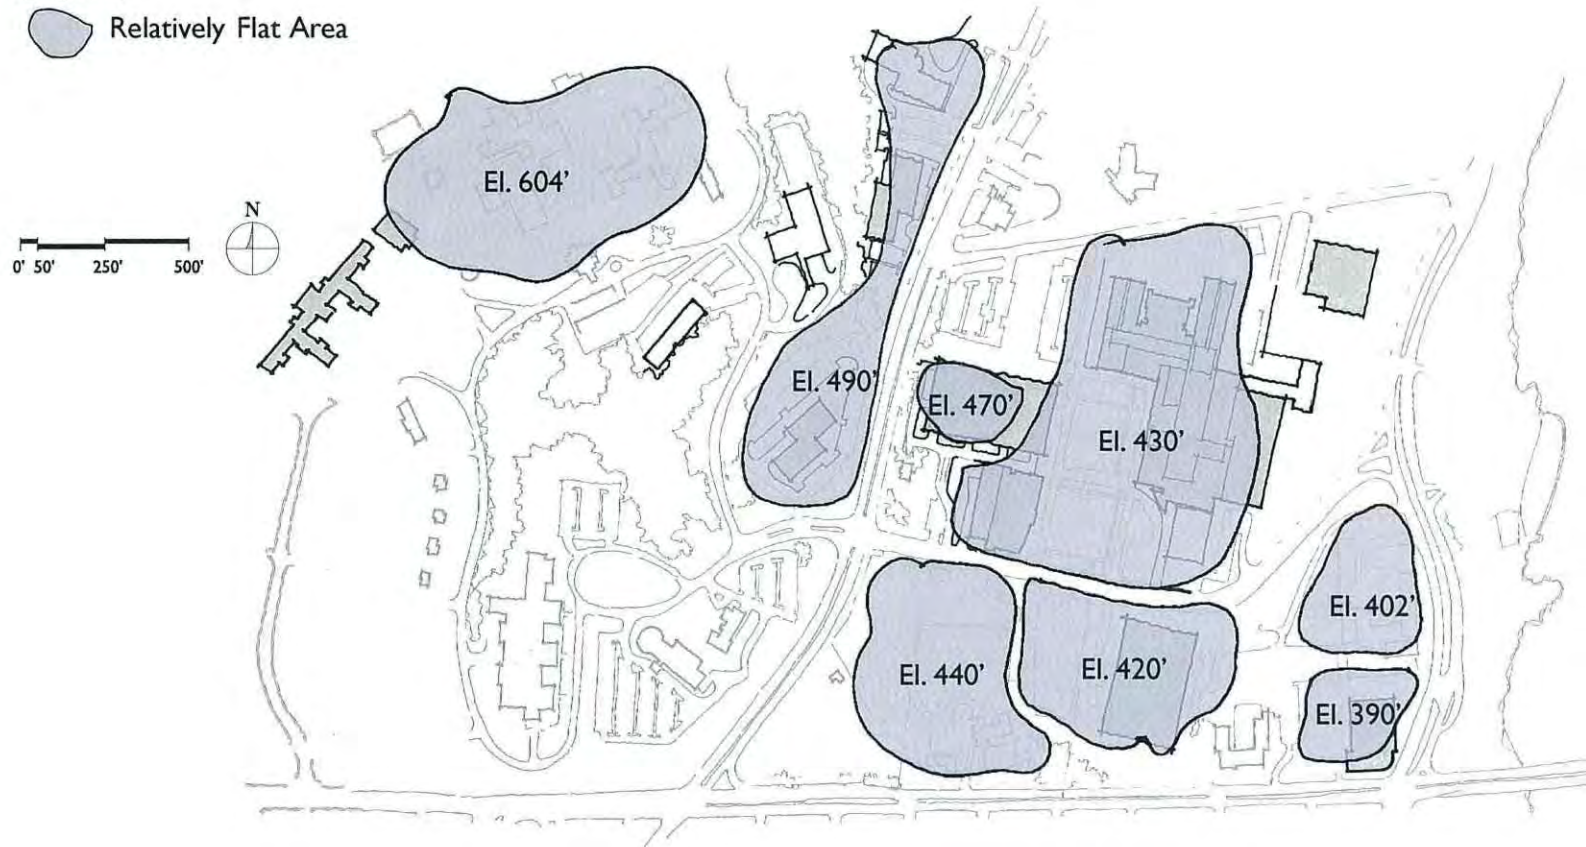 Relatively Flat Area
El. 604'
N
0' 50' 250' 500'
El. 490'
El. 470'
El. 430'
El. 402'
El. 440'
El. 420'
El. 390'